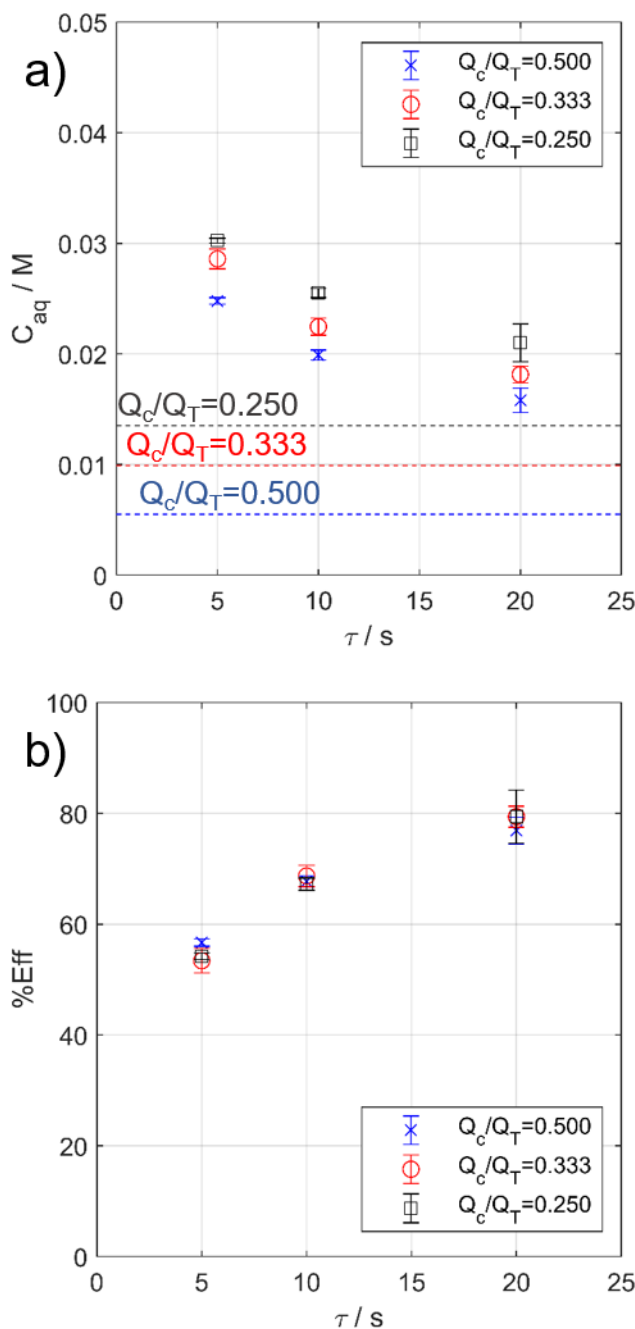 a)
0.05
0.04
0.03
0.02
0.01
0
C_aq / M
Q_c/Q_T=0.500
Q_c/Q_T=0.333
Q_c/Q_T=0.250
Q_c/Q_T=0.250
Q_c/Q_T=0.333
Q_c/Q_T=0.500
0 5 10 15 20 25
τ / s
b)
100
80
60
40
20
0
%Eff
Q_c/Q_T=0.500
Q_c/Q_T=0.333
Q_c/Q_T=0.250
0 5 10 15 20 25
τ / s